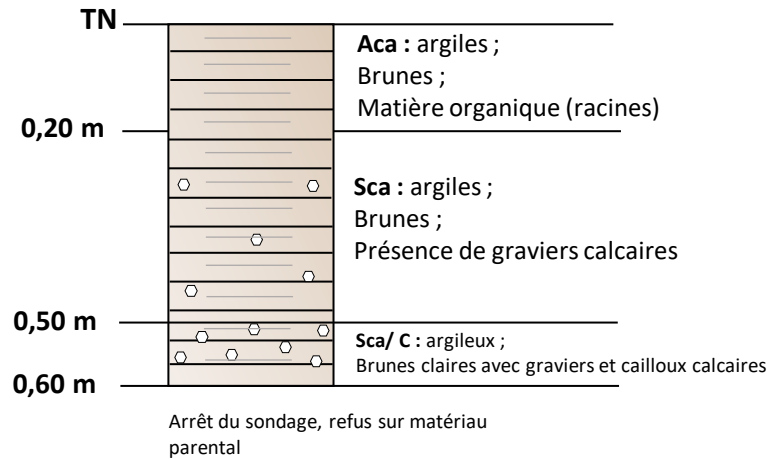 TN
Aca : argiles ;
Brunes ;
Matière organique (racines)
0,20 m
Sca : argiles ;
Brunes ;
Présence de graviers calcaires
0,50 m
Sca/ C : argileux ;
Brunes claires avec graviers et cailloux calcaires
0,60 m
Arrêt du sondage, refus sur matériau
parental